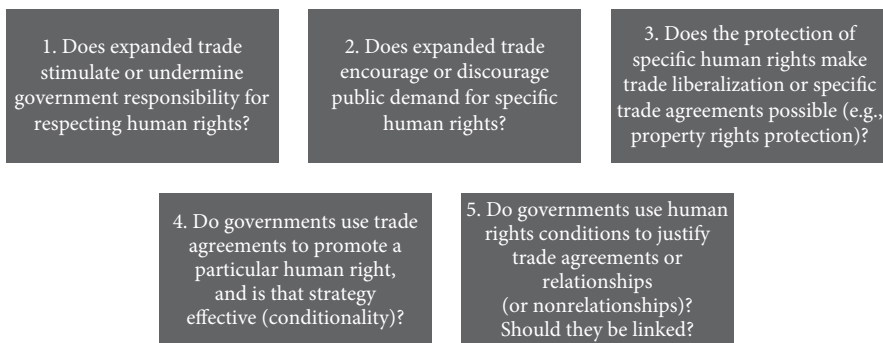 1. Does expanded trade
stimulate or undermine
government responsibility for
respecting human rights?
2. Does expanded trade
encourage or discourage
public demand for specific
human rights?
3. Does the protection of
specific human rights make
trade liberalization or specific
trade agreements possible (e.g.,
property rights protection)?
4. Do governments use trade
agreements to promote a
particular human right,
and is that strategy
effective (conditionality)?
5. Do governments use human
rights conditions to justify
trade agreements or
relationships
(or nonrelationships)?
Should they be linked?